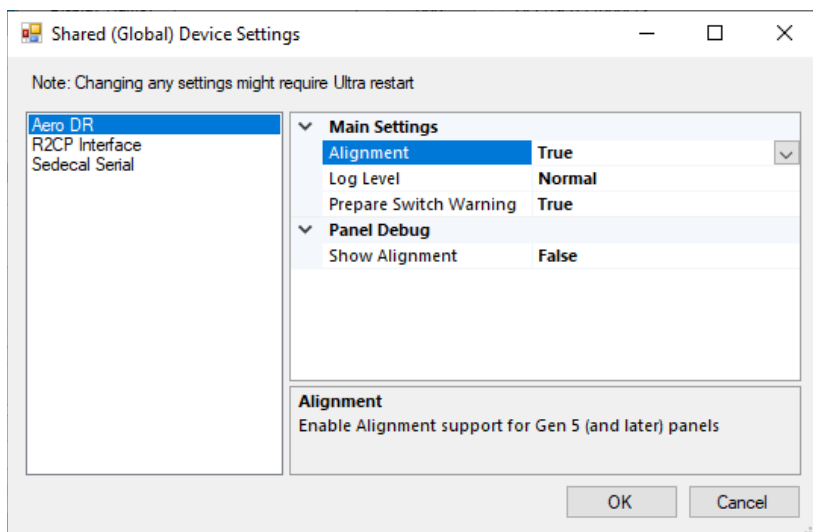 Shared (Global) Device Settings
Note: Changing any settings might require Ultra restart
Aero DR
R2CP Interface
Sedecal Serial
Main Settings
Alignment True
Log Level Normal
Prepare Switch Warning True
Panel Debug
Show Alignment False
Alignment
Enable Alignment support for Gen 5 (and later) panels
OK Cancel